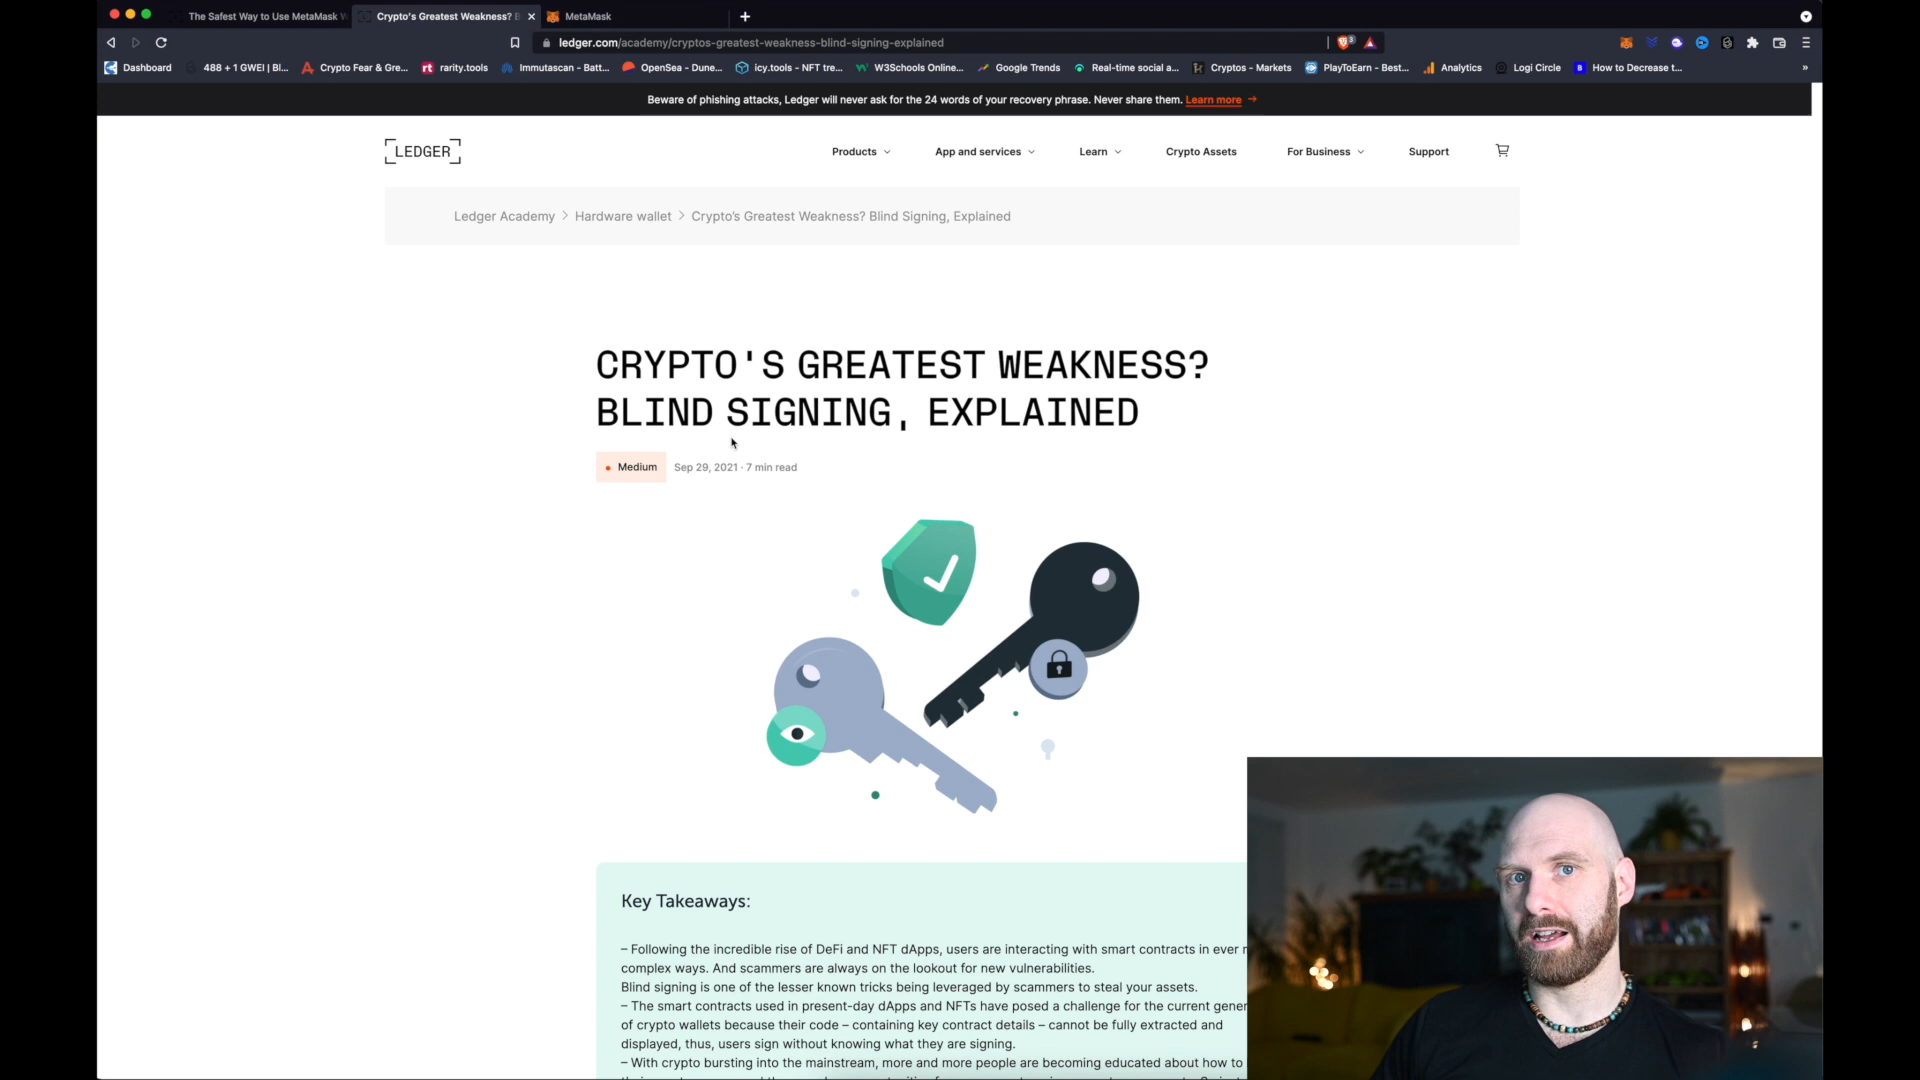 The Safest Way to Use MetaMask
Crypto's Greatest Weakness?
MetaMask
ledger.com/academy/cryptos-greatest-weakness-blind-signing-explained
Dashboard
488 + 1 GWEI | Bl...
Crypto Fear & Gre...
rarity.tools
Immutascan - Batt...
OpenSea - Dune...
icy.tools - NFT tre...
W3Schools Online...
Google Trends
Real-time social a...
Cryptos - Markets
PlayToEarn - Best...
Analytics
Logi Circle
How to Decrease t...
Beware of phishing attacks, Ledger will never ask for the 24 words of your recovery phrase. Never share them. Learn more →
LEDGER
Products
App and services
Learn
Crypto Assets
For Business
Support
Ledger Academy > Hardware wallet > Crypto's Greatest Weakness? Blind Signing, Explained
CRYPTO'S GREATEST WEAKNESS?
BLIND SIGNING, EXPLAINED
Medium
Sep 29, 2021 · 7 min read
Key Takeaways:
– Following the incredible rise of DeFi and NFT dApps, users are interacting with smart contracts in ever
complex ways. And scammers are always on the lookout for new vulnerabilities.
Blind signing is one of the lesser known tricks being leveraged by scammers to steal your assets.
– The smart contracts used in present-day dApps and NFTs have posed a challenge for the current gener
of crypto wallets because their code – containing key contract details – cannot be fully extracted and
displayed, thus, users sign without knowing what they are signing.
– With crypto bursting into the mainstream, more and more people are becoming educated about how to